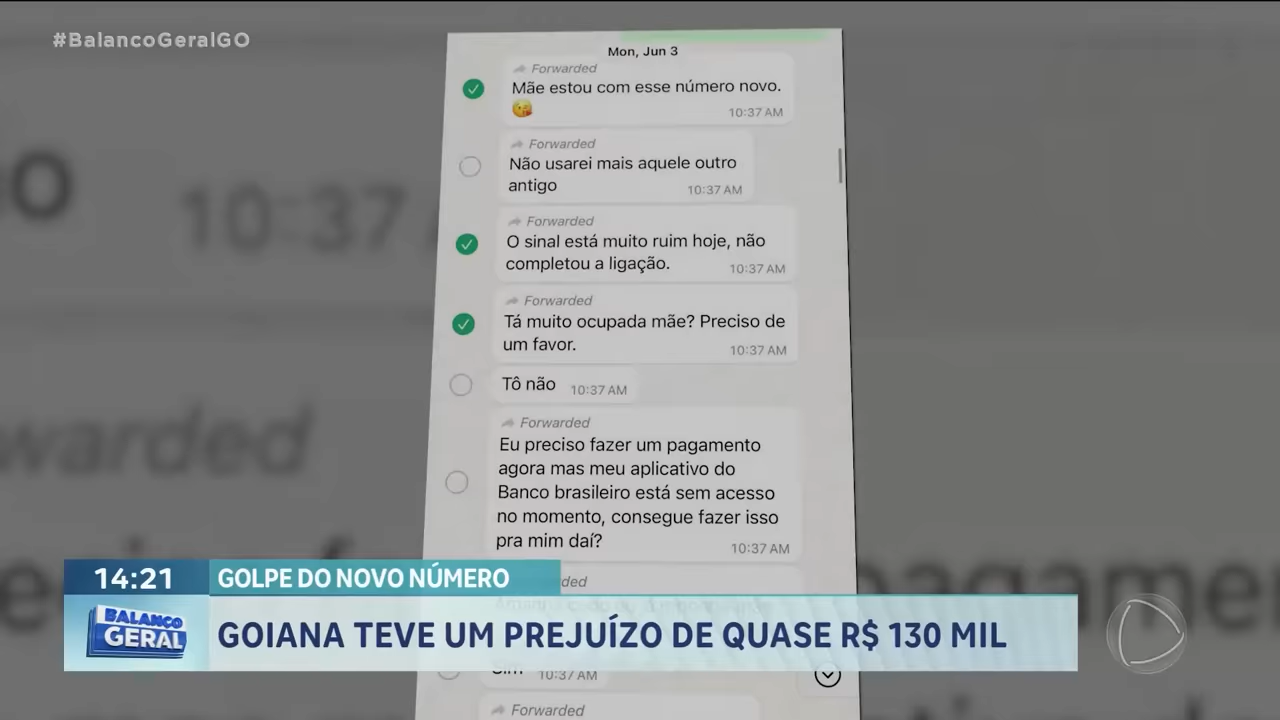 #BalancoGeralGO
Mon, Jun 3
Forwarded
Mãe estou com esse número novo.
😘
10:37 AM
Forwarded
Não usarei mais aquele outro
antigo
10:37 AM
Forwarded
O sinal está muito ruim hoje, não
completou a ligação.
10:37 AM
Forwarded
Tá muito ocupada mãe? Preciso de
um favor.
10:37 AM
Tô não
10:37 AM
Forwarded
Eu preciso fazer um pagamento
agora mas meu aplicativo do
Banco brasileiro está sem acesso
no momento, consegue fazer isso
pra mim daí?
10:37 AM
14:21
GOLPE DO NOVO NÚMERO
BALANÇO
GERAL
GOIANA TEVE UM PREJUÍZO DE QUASE R$ 130 MIL
Sim
10:37 AM
Forwarded
10:37